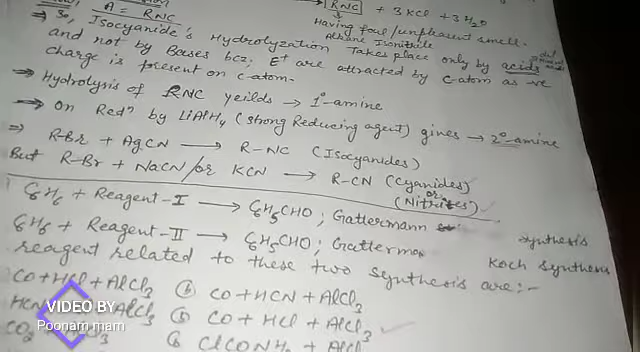 RNC + 3KCl + 3H2O
A = RNC
Having foul/unpleasant smell.
Alkane Isonitrile
⇒ So, Isocyanide's Hydrolyzation Takes place only by acids
and not by Bases bcz. E+ are attracted by C-atom as -ve
charge is present on C-atom.
⇒ Hydrolysis of RNC yeilds → 1°-amine
⇒ On Redn by LiAlH4 (strong Reducing agent) gives → 2°-amine
⇒ R-Br + AgCN → R-NC (Isocyanides)
But R-Br + NaCN/or KCN → R-CN (Cyanides)
or
(Nitriles)
C6H6 + Reagent-I → C6H5CHO; Gattermann
synthesis
C6H6 + Reagent-II → C6H5CHO; Gatterma
Koch synthesis
reagent related to these two synthesis are:-
CO+HCl+AlCl3 (b) CO+HCN+AlCl3
HCN AlCl3 (b) CO + HCl + AlCl3
CO2 (b) ClCONH2 + AlCl
VIDEO BY
Poonam mam